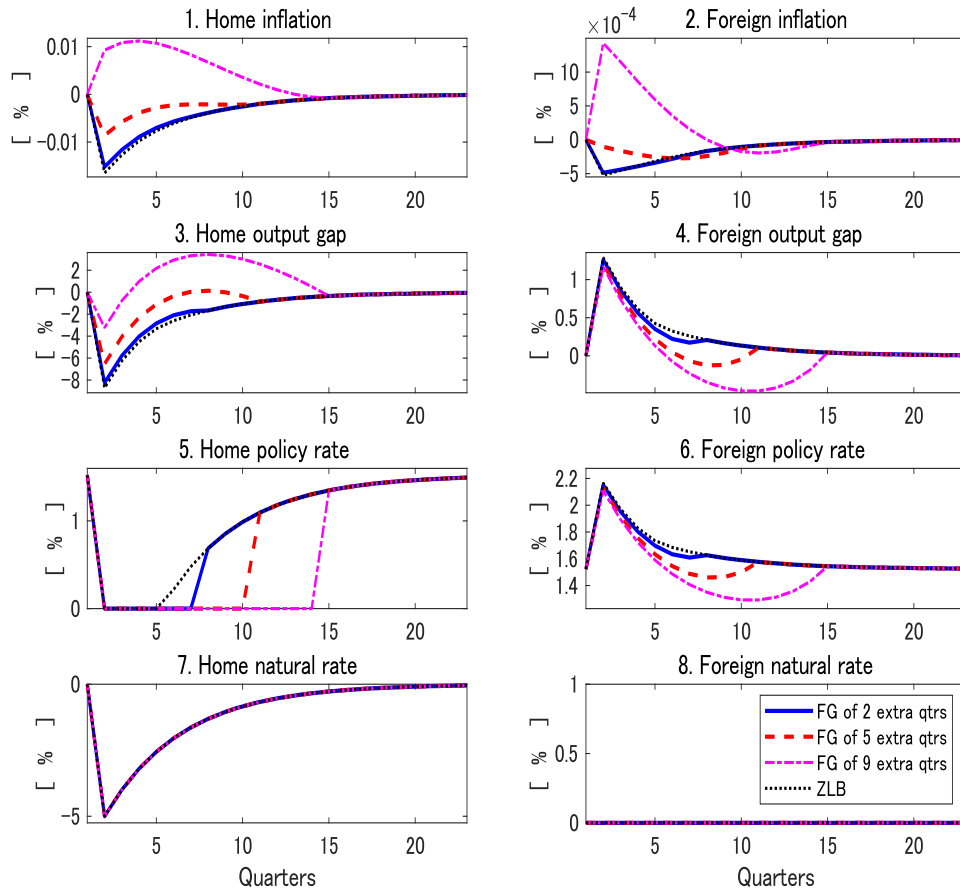 1. Home inflation
0.01
0
-0.01
[ % ]
5 10 15 20
2. Foreign inflation
×10-4
10
5
0
-5
[ % ]
5 10 15 20
3. Home output gap
2
0
-2
-4
-6
-8
[ % ]
5 10 15 20
4. Foreign output gap
1
0.5
0
[ % ]
5 10 15 20
5. Home policy rate
1
0
[ % ]
5 10 15 20
6. Foreign policy rate
2.2
2
1.8
1.6
1.4
[ % ]
5 10 15 20
7. Home natural rate
0
-5
[ % ]
5 10 15 20
Quarters
8. Foreign natural rate
1
0.5
0
[ % ]
FG of 2 extra qtrs
FG of 5 extra qtrs
FG of 9 extra qtrs
ZLB
5 10 15 20
Quarters